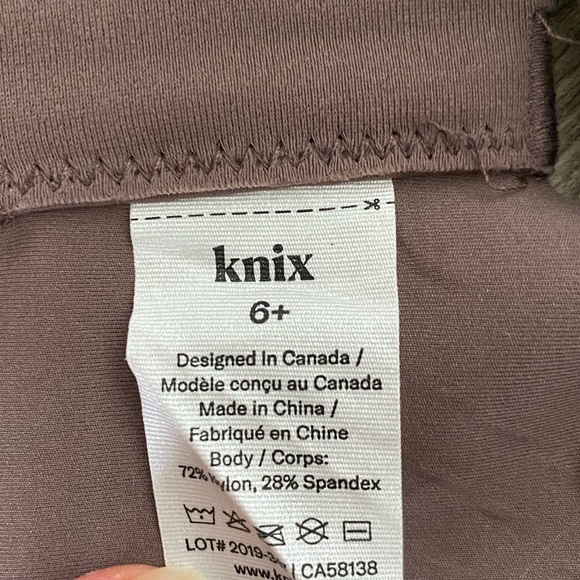 knix
6+
Designed in Canada /
Modèle conçu au Canada
Made in China /
Fabriqué en Chine
Body / Corps:
72% Spandex, 28%
LOT#
CA58138